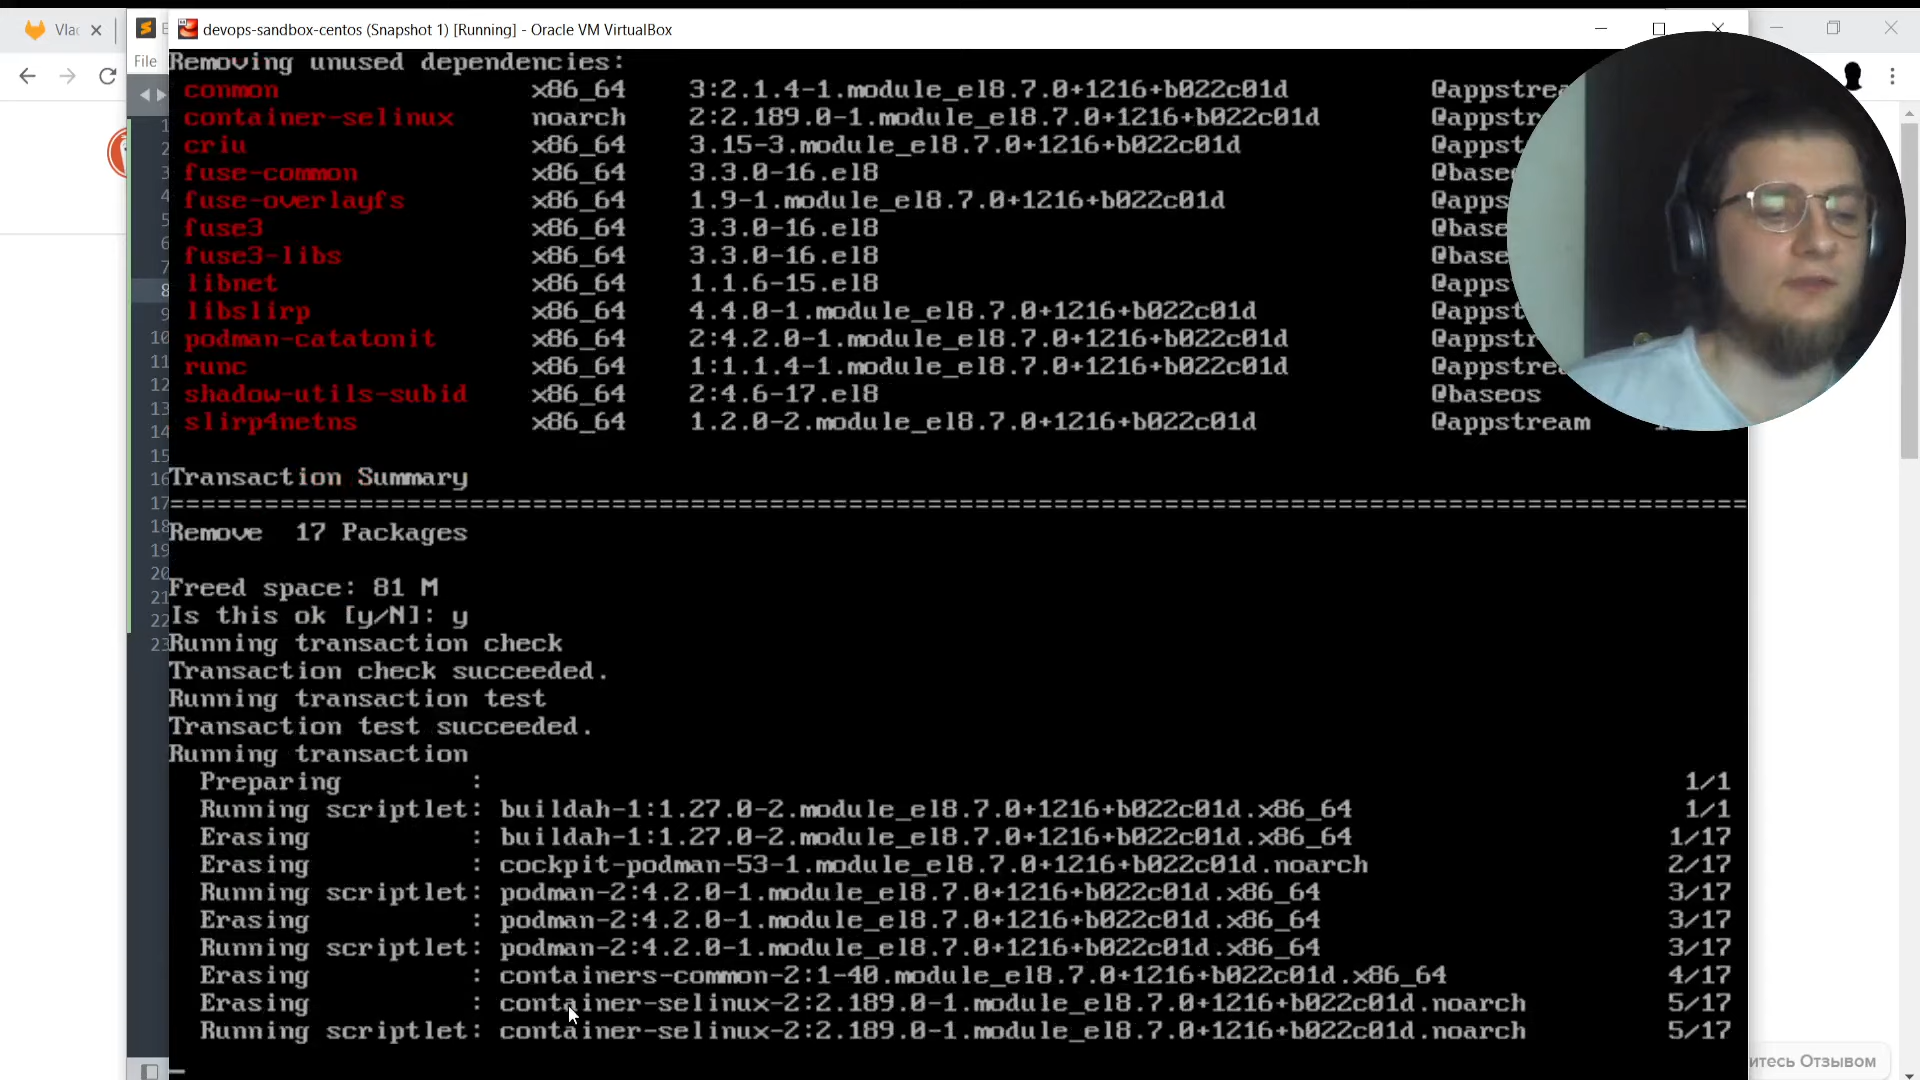 Vlac
devops-sandbox-centos (Snapshot 1) [Running] - Oracle VM VirtualBox
File
Removing unused dependencies:
conmon x86_64 3:2.1.4-1.module_el8.7.0+1216+b022c01d @appstrea
container-selinux noarch 2:2.189.0-1.module_el8.7.0+1216+b022c01d @appstr
criu x86_64 3.15-3.module_el8.7.0+1216+b022c01d @appst
fuse-common x86_64 3.3.0-16.el8 @base
fuse-overlayfs x86_64 1.9-1.module_el8.7.0+1216+b022c01d @apps
fuse3 x86_64 3.3.0-16.el8 @base
fuse3-libs x86_64 3.3.0-16.el8 @base
libnet x86_64 1.1.6-15.el8 @apps
libslirp x86_64 4.4.0-1.module_el8.7.0+1216+b022c01d @appst
podman-catatonit x86_64 2:4.2.0-1.module_el8.7.0+1216+b022c01d @appstr
runc x86_64 1:1.1.4-1.module_el8.7.0+1216+b022c01d @appstre
shadow-utils-subid x86_64 2:4.6-17.el8 @baseos
slirp4netns x86_64 1.2.0-2.module_el8.7.0+1216+b022c01d @appstream
Transaction Summary
================================================================================
Remove 17 Packages
Freed space: 81 M
Is this ok [y/N]: y
Running transaction check
Transaction check succeeded.
Running transaction test
Transaction test succeeded.
Running transaction
Preparing : 1/1
Running scriptlet: buildah-1:1.27.0-2.module_el8.7.0+1216+b022c01d.x86_64 1/1
Erasing : buildah-1:1.27.0-2.module_el8.7.0+1216+b022c01d.x86_64 1/17
Erasing : cockpit-podman-53-1.module_el8.7.0+1216+b022c01d.noarch 2/17
Running scriptlet: podman-2:4.2.0-1.module_el8.7.0+1216+b022c01d.x86_64 3/17
Erasing : podman-2:4.2.0-1.module_el8.7.0+1216+b022c01d.x86_64 3/17
Running scriptlet: podman-2:4.2.0-1.module_el8.7.0+1216+b022c01d.x86_64 3/17
Erasing : containers-common-2:1-40.module_el8.7.0+1216+b022c01d.x86_64 4/17
Erasing : container-selinux-2:2.189.0-1.module_el8.7.0+1216+b022c01d.noarch 5/17
Running scriptlet: container-selinux-2:2.189.0-1.module_el8.7.0+1216+b022c01d.noarch 5/17
итесь Отзывом